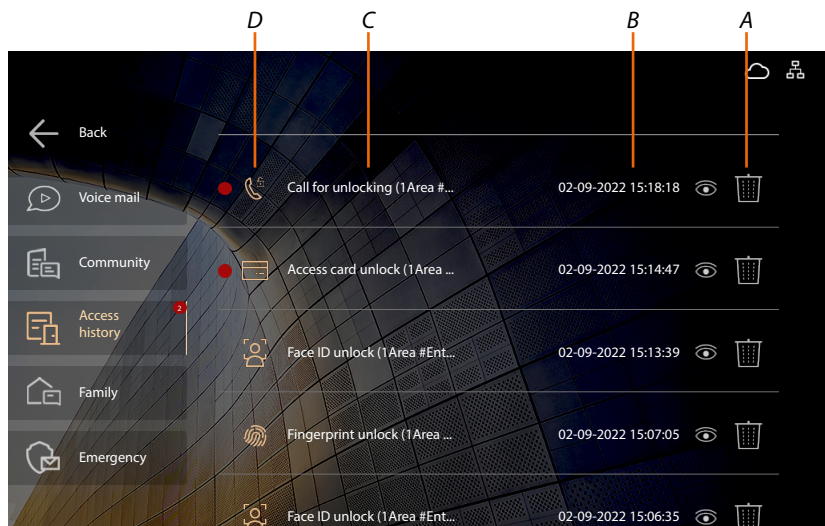 D C B A
Back
Voice mail
Community
Access
history
2
Family
Emergency
Call for unlocking (1Area #... 02-09-2022 15:18:18
Access card unlock (1Area ... 02-09-2022 15:14:47
Face ID unlock (1Area #Ent... 02-09-2022 15:13:39
Fingerprint unlock (1Area ... 02-09-2022 15:07:05
Face ID unlock (1Area #Ent... 02-09-2022 15:06:35